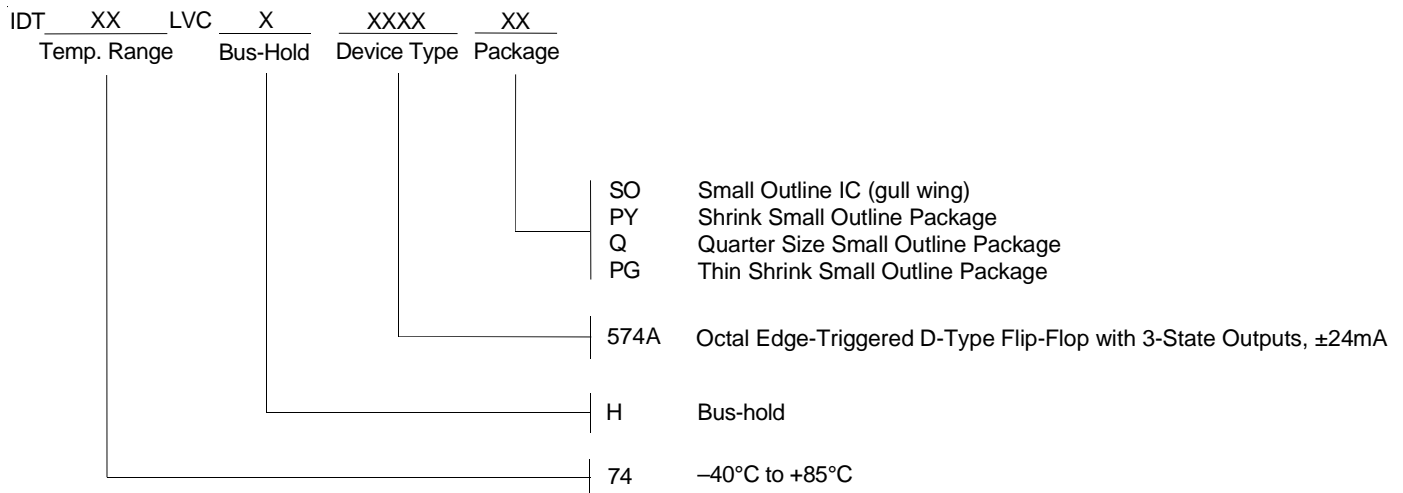 IDT XX LVC X XXXX XX
Temp. Range Bus-Hold Device Type Package
SO Small Outline IC (gull wing)
PY Shrink Small Outline Package
Q Quarter Size Small Outline Package
PG Thin Shrink Small Outline Package
574A Octal Edge-Triggered D-Type Flip-Flop with 3-State Outputs, ±24mA
H Bus-hold
74 –40°C to +85°C